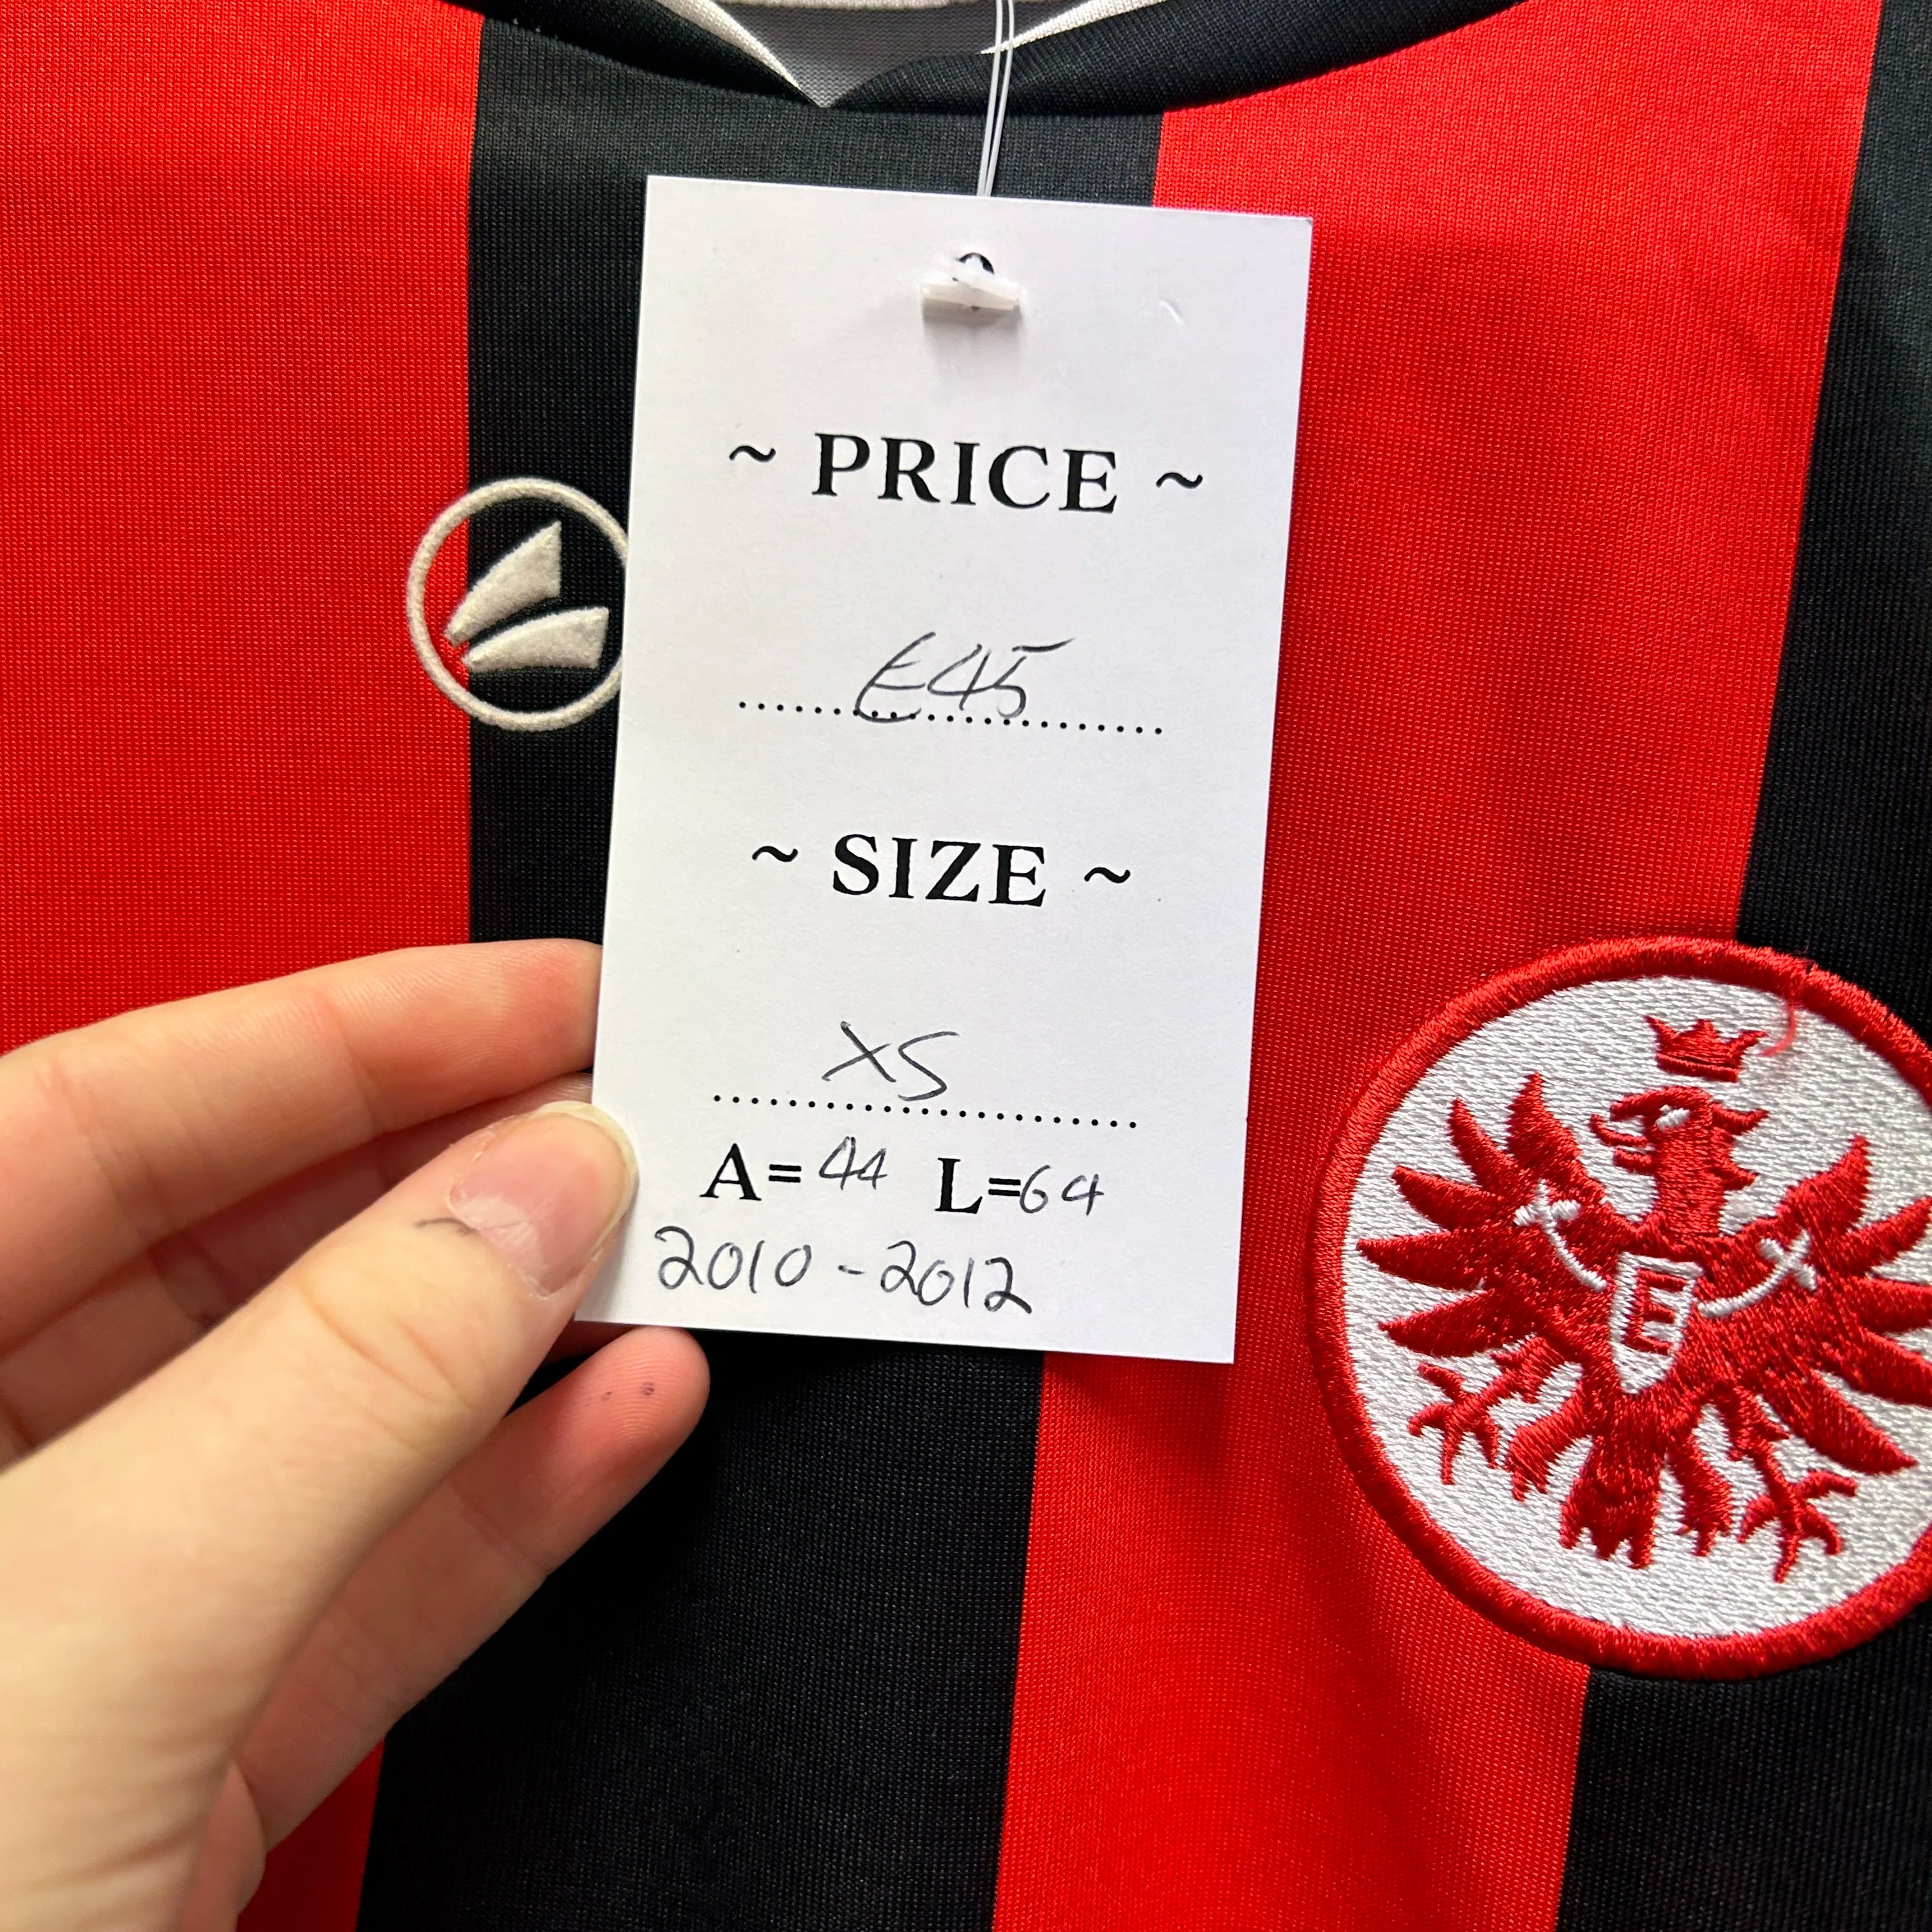 ~ PRICE ~
£45
~ SIZE ~
XS
A=44 L=64
2010-2012
E